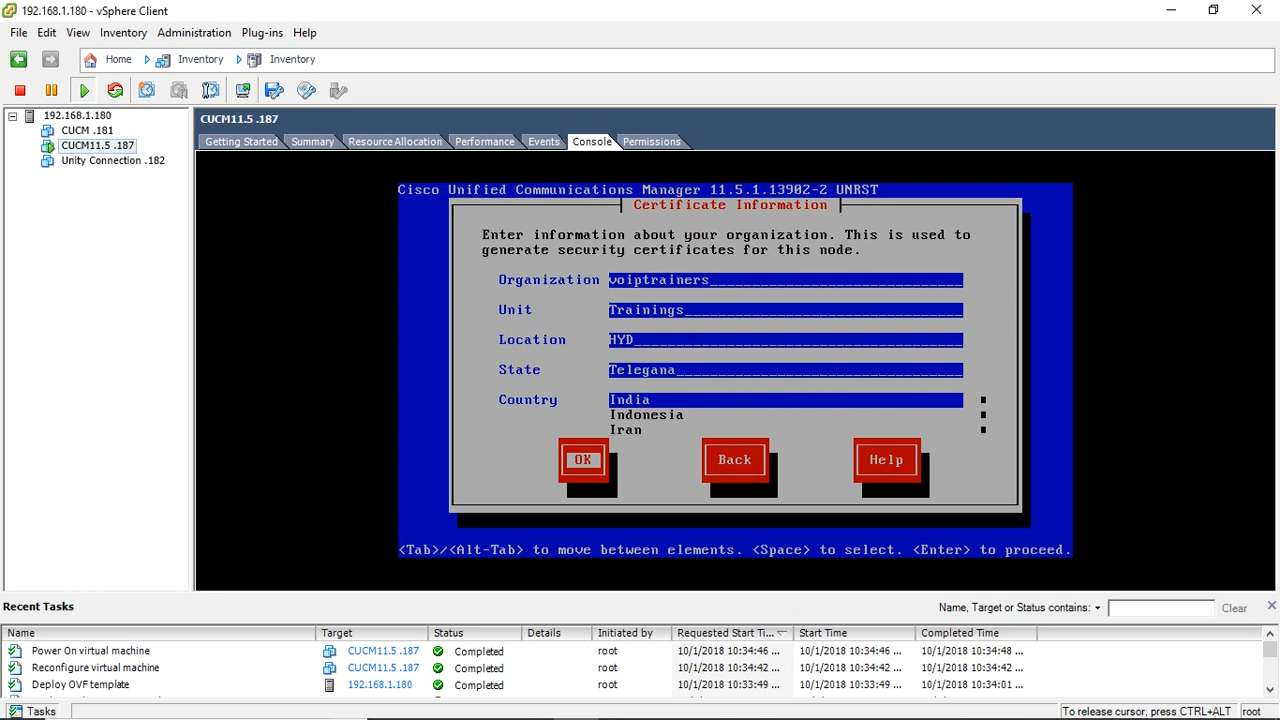 192.168.1.180 - vSphere Client
File Edit View Inventory Administration Plug-ins Help
Home Inventory Inventory
192.168.1.180
CUCM .181
CUCM11.5 .187
Unity Connection .182
CUCM11.5 .187
Getting Started Summary Resource Allocation Performance Events Console Permissions
Cisco Unified Communications Manager 11.5.1.13902-2 UNRST
Certificate Information
Enter information about your organization. This is used to
generate security certificates for this node.
Organization voiptrainers
Unit Trainings
Location HYD
State Telegana
Country India
Indonesia
Iran
OK Back Help
<Tab>/<Alt-Tab> to move between elements. <Space> to select. <Enter> to proceed.
Recent Tasks
Name, Target or Status contains: Clear
Name Target Status Details Initiated by Requested Start Ti... Start Time Completed Time
Power On virtual machine CUCM11.5 .187 Completed root 10/1/2018 10:34:46 ... 10/1/2018 10:34:46 ... 10/1/2018 10:34:48 ...
Reconfigure virtual machine CUCM11.5 .187 Completed root 10/1/2018 10:34:42 ... 10/1/2018 10:34:42 ... 10/1/2018 10:34:42 ...
Deploy OVF template 192.168.1.180 Completed root 10/1/2018 10:33:49 ... 10/1/2018 10:33:49 ... 10/1/2018 10:34:01 ...
Tasks To release cursor, press CTRL+ALT root